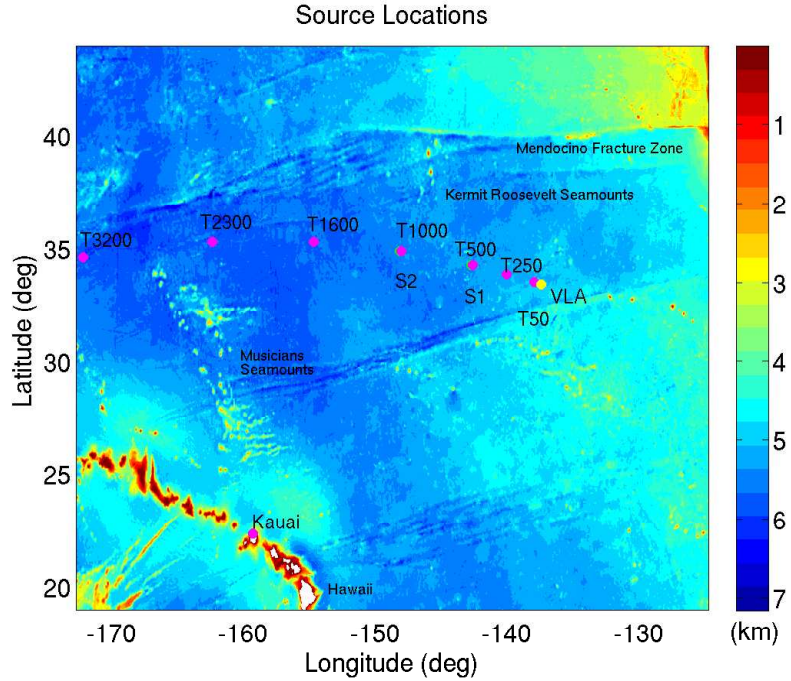 Source Locations
40
35
30
25
20
Latitude (deg)
Mendocino Fracture Zone
Kermit Roosevelt Seamounts
T3200
T2300
T1600
T1000
T500
T250
S2
S1
VLA
T50
Musicians
Seamounts
Kauai
Hawaii
1
2
3
4
5
6
7
(km)
-170
-160
-150
-140
-130
Longitude (deg)